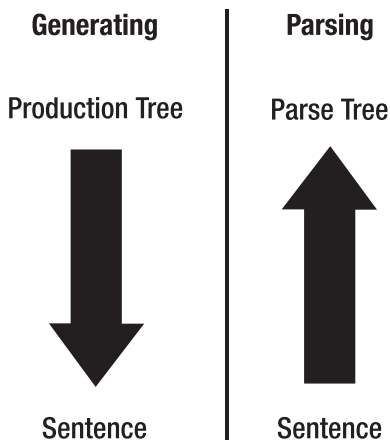 Generating
Production Tree
Sentence
Parsing
Parse Tree
Sentence